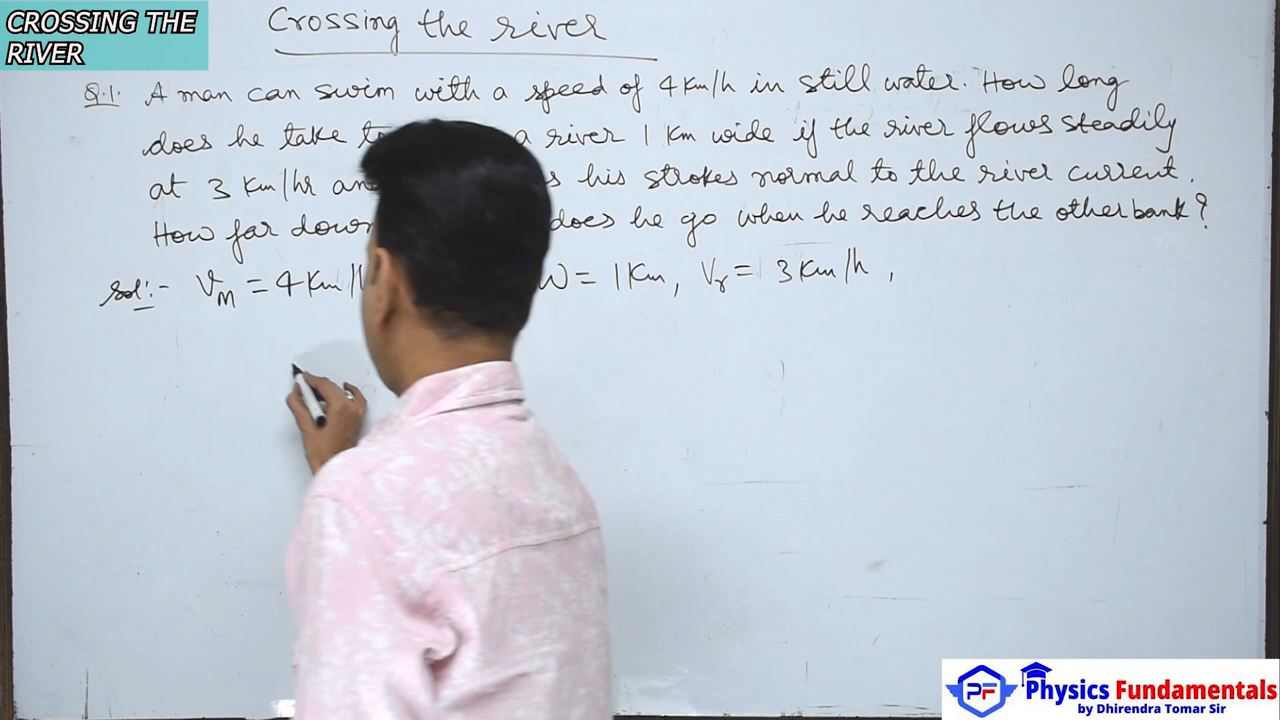 CROSSING THE
RIVER
Crossing the river
Q.1. A man can swim with a speed of 4 Km/h in still water. How long
does he take a river 1 Km wide if the river flows steadily
at 3 Km/hr his strokes normal to the river current.
How far does he go when he reaches the other bank?
Sol:- VM = 4 Km/h W = 1 Km, Vr = 3 Km/h ,
PF Physics Fundamentals
by Dhirendra Tomar Sir